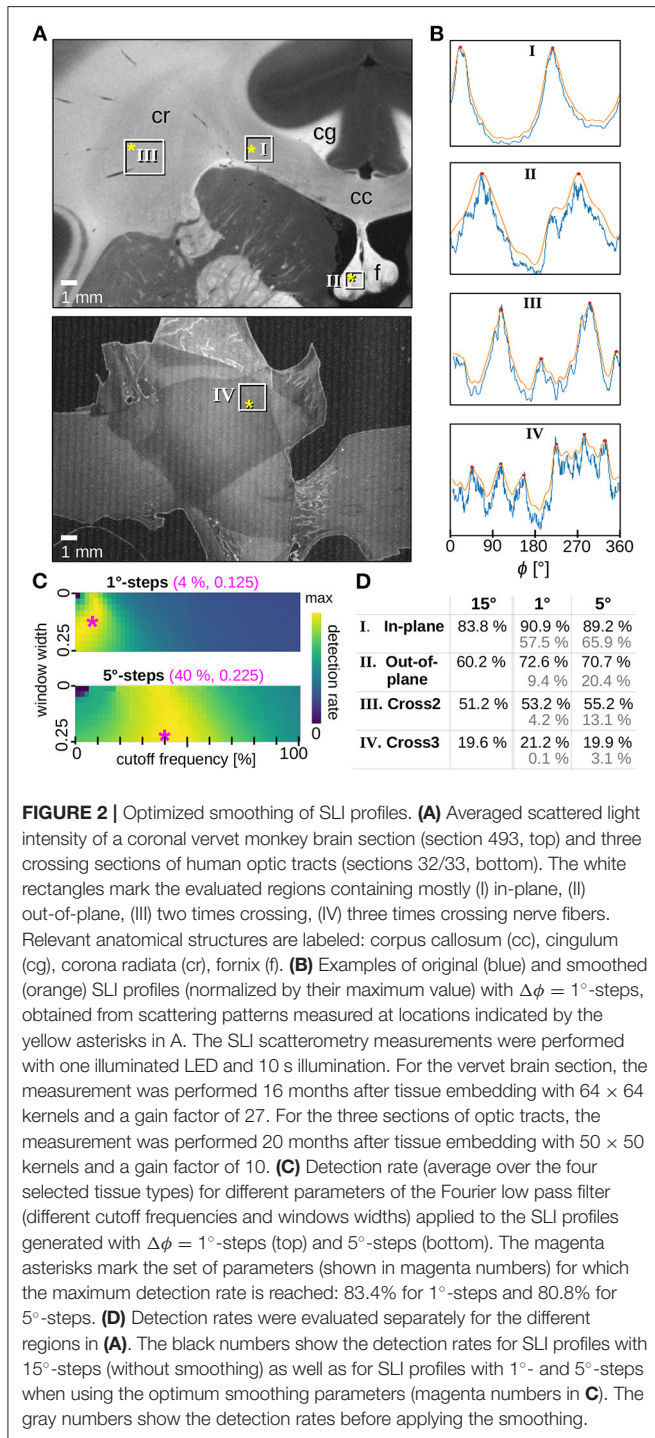 A
cr
III
I
cg
cc
II
f
1 mm
IV
1 mm
B
I
II
III
IV
0 90 180 270 360
ϕ [°]
C
1°-steps (4 %, 0.125)
0
0.25
5°-steps (40 %, 0.225)
0
0.25
window width
0 100
cutoff frequency [%]
max
detection rate
0
D
15° 1° 5°
I. In-plane 83.8 % 90.9 % 89.2 %
57.5 % 65.9 %
II. Out-of- 60.2 % 72.6 % 70.7 %
plane 9.4 % 20.4 %
III. Cross2 51.2 % 53.2 % 55.2 %
4.2 % 13.1 %
IV. Cross3 19.6 % 21.2 % 19.9 %
0.1 % 3.1 %
FIGURE 2 | Optimized smoothing of SLI profiles. (A) Averaged scattered light
intensity of a coronal vervet monkey brain section (section 493, top) and three
crossing sections of human optic tracts (sections 32/33, bottom). The white
rectangles mark the evaluated regions containing mostly (I) in-plane, (II)
out-of-plane, (III) two times crossing, (IV) three times crossing nerve fibers.
Relevant anatomical structures are labeled: corpus callosum (cc), cingulum
(cg), corona radiata (cr), fornix (f). (B) Examples of original (blue) and smoothed
(orange) SLI profiles (normalized by their maximum value) with Δϕ = 1°-steps,
obtained from scattering patterns measured at locations indicated by the
yellow asterisks in A. The SLI scatterometry measurements were performed
with one illuminated LED and 10 s illumination. For the vervet brain section, the
measurement was performed 16 months after tissue embedding with 64 × 64
kernels and a gain factor of 27. For the three sections of optic tracts, the
measurement was performed 20 months after tissue embedding with 50 × 50
kernels and a gain factor of 10. (C) Detection rate (average over the four
selected tissue types) for different parameters of the Fourier low pass filter
(different cutoff frequencies and windows widths) applied to the SLI profiles
generated with Δϕ = 1°-steps (top) and 5°-steps (bottom). The magenta
asterisks mark the set of parameters (shown in magenta numbers) for which
the maximum detection rate is reached: 83.4% for 1°-steps and 80.8% for
5°-steps. (D) Detection rates were evaluated separately for the different
regions in (A). The black numbers show the detection rates for SLI profiles with
15°-steps (without smoothing) as well as for SLI profiles with 1°- and 5°-steps
when using the optimum smoothing parameters (magenta numbers in C). The
gray numbers show the detection rates before applying the smoothing.